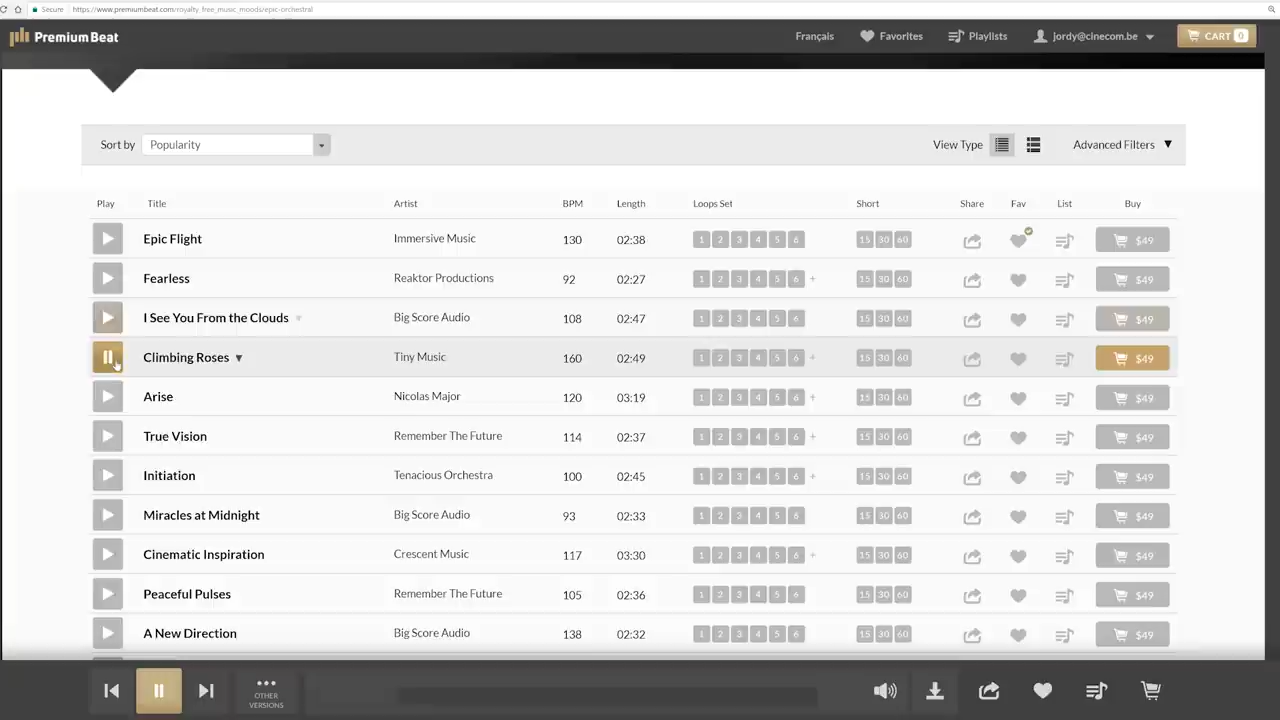 Secure https://www.premiumbeat.com/royalty_free_music_moods/epic-orchestral
PremiumBeat Français Favorites Playlists jordy@cinecom.be CART 0
Sort by Popularity View Type Advanced Filters
Play Title Artist BPM Length Loops Set Short Share Fav List Buy
Epic Flight Immersive Music 130 02:38 1 2 3 4 5 6 15 30 60 $49
Fearless Reaktor Productions 92 02:27 1 2 3 4 5 6 + 15 30 60 $49
I See You From the Clouds Big Score Audio 108 02:47 1 2 3 4 5 6 15 30 60 $49
Climbing Roses Tiny Music 160 02:49 1 2 3 4 5 6 + 15 30 60 $49
Arise Nicolas Major 120 03:19 1 2 3 4 5 6 + 15 30 60 $49
True Vision Remember The Future 114 02:37 1 2 3 4 5 6 + 15 30 60 $49
Initiation Tenacious Orchestra 100 02:45 1 2 3 4 5 6 + 15 30 60 $49
Miracles at Midnight Big Score Audio 93 02:33 1 2 3 4 5 6 15 30 60 $49
Cinematic Inspiration Crescent Music 117 03:30 1 2 3 4 5 6 + 15 30 60 $49
Peaceful Pulses Remember The Future 105 02:36 1 2 3 4 5 6 15 30 60 $49
A New Direction Big Score Audio 138 02:32 1 2 3 4 5 6 15 30 60 $49
OTHER
VERSIONS